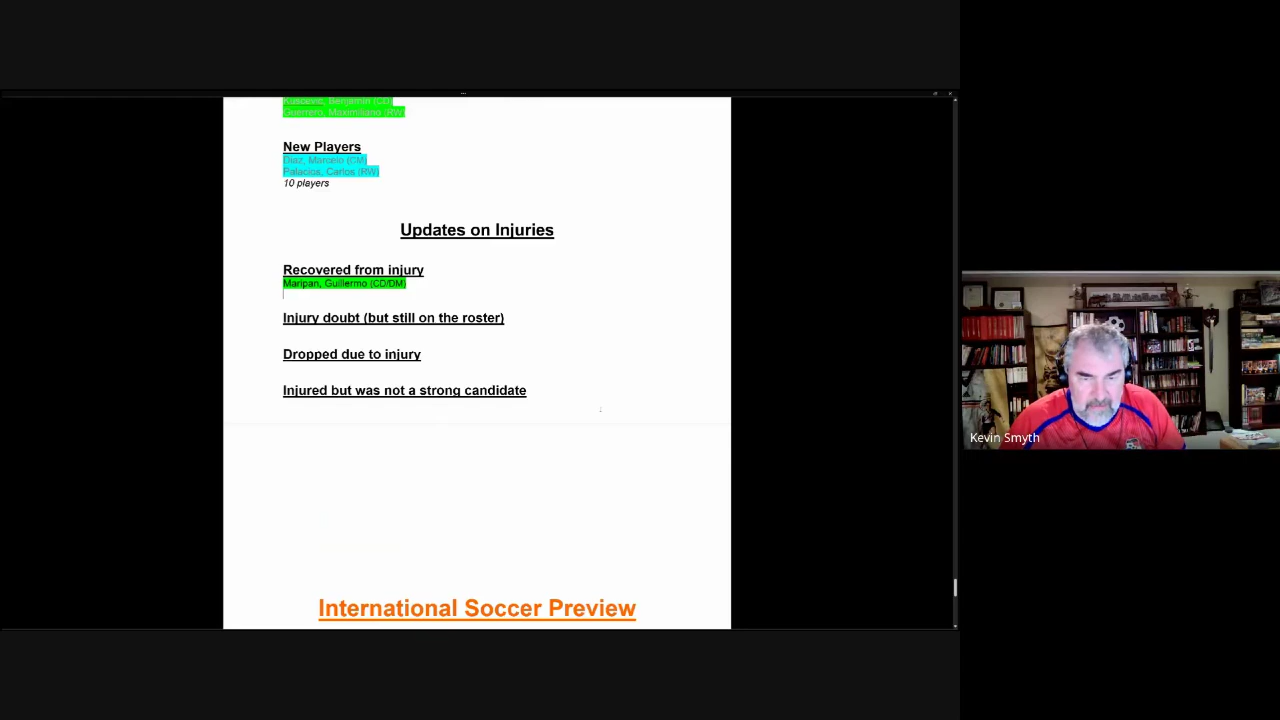 Kuscevic, Benjamin (CD)
Guerrero, Maximiliano (RW)
New Players
Diaz, Marcelo (CM)
Palacios, Carlos (RW)
10 players
Updates on Injuries
Recovered from injury
Maripan, Guillermo (CD/DM)
Injury doubt (but still on the roster)
Dropped due to injury
Injured but was not a strong candidate
International Soccer Preview
Kevin Smyth